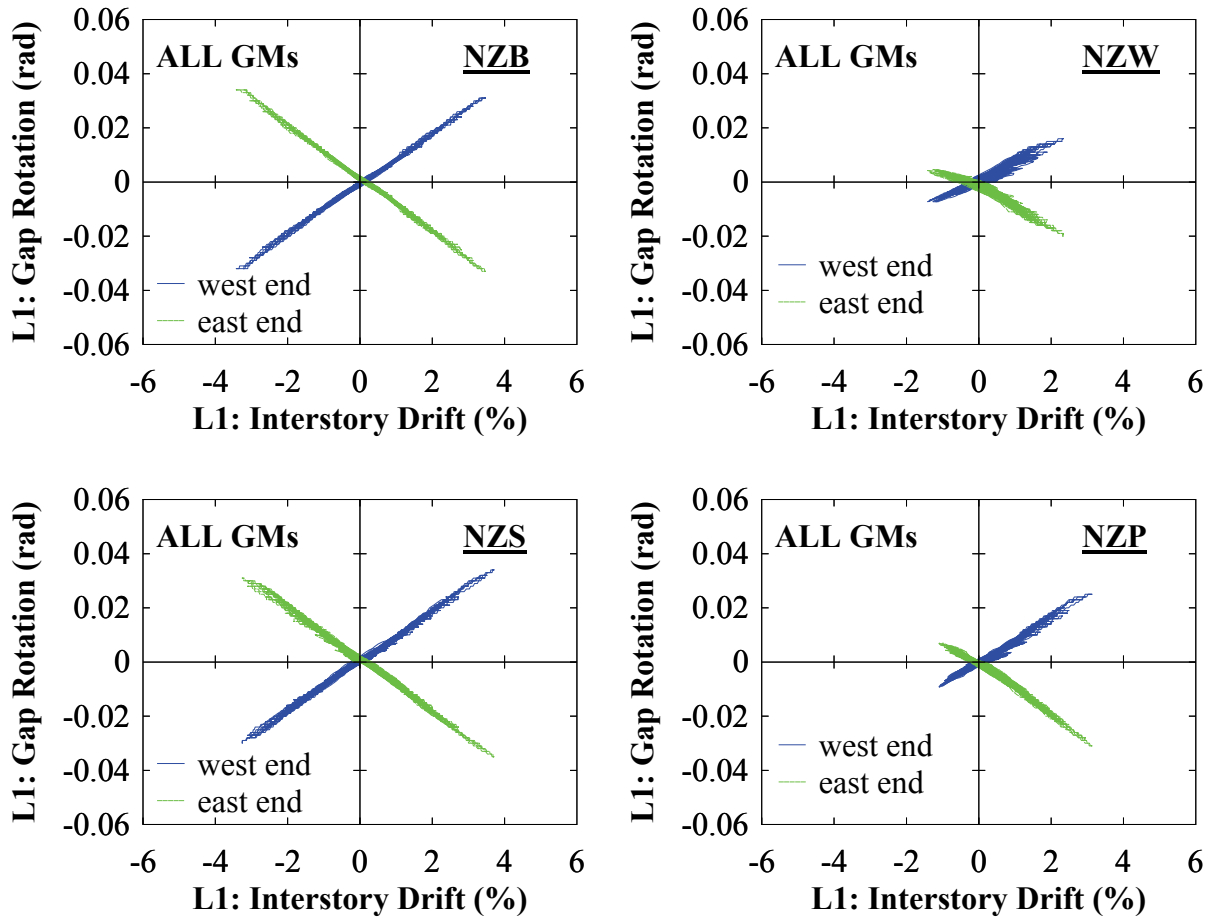 0.06
0.04
0.02
0
-0.02
-0.04
-0.06
L1: Gap Rotation (rad)
ALL GMs
NZB
west end
east end
-6 -4 -2 0 2 4 6
L1: Interstory Drift (%)
0.06
0.04
0.02
0
-0.02
-0.04
-0.06
L1: Gap Rotation (rad)
ALL GMs
NZW
west end
east end
-6 -4 -2 0 2 4 6
L1: Interstory Drift (%)
0.06
0.04
0.02
0
-0.02
-0.04
-0.06
L1: Gap Rotation (rad)
ALL GMs
NZS
west end
east end
-6 -4 -2 0 2 4 6
L1: Interstory Drift (%)
0.06
0.04
0.02
0
-0.02
-0.04
-0.06
L1: Gap Rotation (rad)
ALL GMs
NZP
west end
east end
-6 -4 -2 0 2 4 6
L1: Interstory Drift (%)